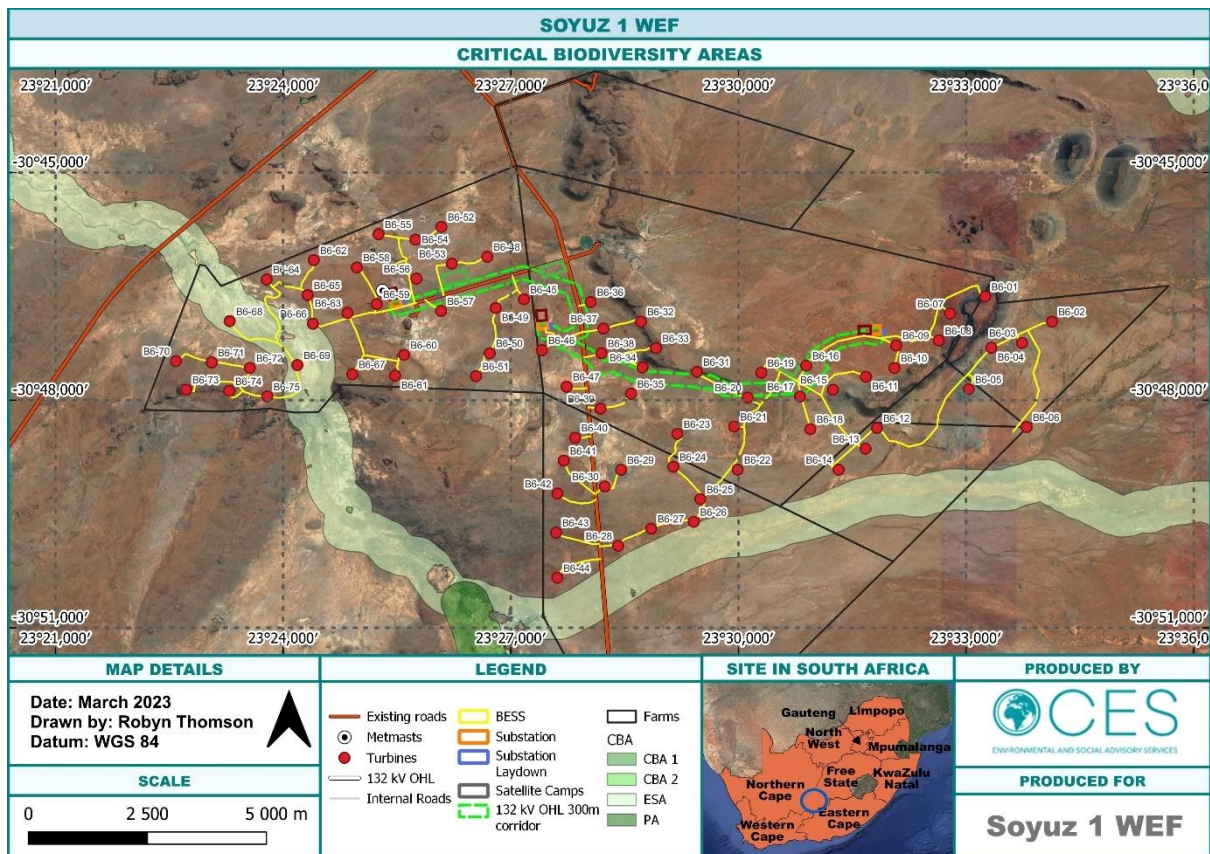 SOYUZ 1 WEF
CRITICAL BIODIVERSITY AREAS
23°21,000' 23°24,000' 23°27,000' 23°30,000' 23°33,000' 23°36,000'
-30°45,000' -30°45,000'
B6-52
B6-55
B6-54
B6-62 B6-53 B6-48
B6-58
B6-64 B6-56 B6-01
B6-65
B6-59 B6-45 B6-36 B6-07 B6-02
B6-63 B6-57
B6-68 B6-66 B6-49 B6-37 B6-32 B6-08 B6-03
B6-46 B6-38 B6-33 B6-09 B6-04
B6-70 B6-71 B6-72 B6-69 B6-60 B6-50 B6-34 B6-31 B6-19 B6-16 B6-10
B6-67 B6-51 B6-35 B6-20 B6-17 B6-15 B6-11 B6-05
B6-73 B6-74 B6-75 B6-61 B6-47
-30°48,000' -30°48,000'
B6-39
B6-40 B6-23 B6-21 B6-18 B6-12 B6-06
B6-41 B6-13
B6-42 B6-30 B6-29 B6-24 B6-22 B6-14
B6-25
B6-43 B6-28 B6-27 B6-26
B6-44
-30°51,000' -30°51,000'
23°21,000' 23°24,000' 23°27,000' 23°30,000' 23°33,000' 23°36,000'
MAP DETAILS
Date: March 2023
Drawn by: Robyn Thomson
Datum: WGS 84
SCALE
0 2 500 5 000 m
LEGEND
Existing roads
Metmasts
Turbines
132 kV OHL
Internal Roads
BESS
Substation
Substation
Laydown
Satellite Camps
132 kV OHL 300m
corridor
Farms
CBA
CBA 1
CBA 2
ESA
PA
SITE IN SOUTH AFRICA
Gauteng Limpopo
North
West
Mpumalanga
Free
State
KwaZulu
Natal
Northern
Cape
Eastern
Cape
Western
Cape
PRODUCED BY
CES
ENVIRONMENTAL AND SOCIAL ADVISORY SERVICES
PRODUCED FOR
Soyuz 1 WEF